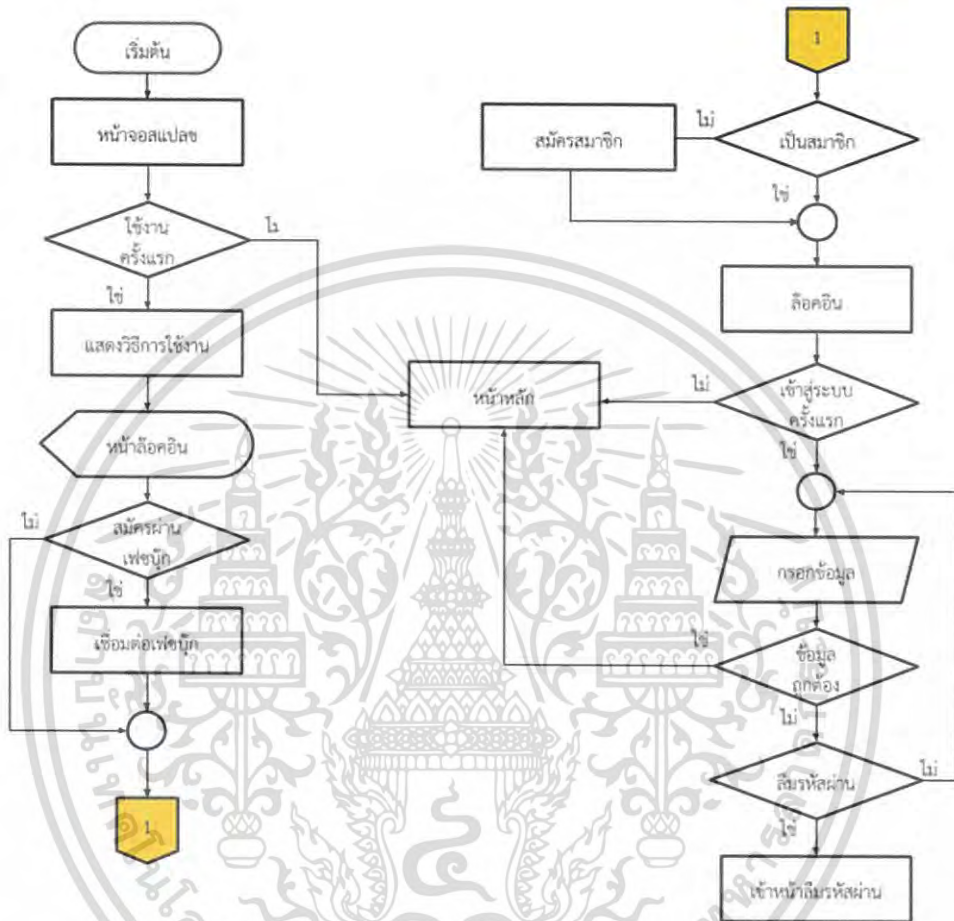 เริ่มต้น
หน้าจอสแปลช
ใช้งาน
ครั้งแรก
ไม่
ใช่
แสดงวิธีการใช้งาน
หน้าล๊อคอิน
สมัครผ่าน
เฟซบุ๊ก
ไม่
ใช่
เชื่อมต่อเฟซบุ๊ก
1
หน้าหลัก
1
เป็นสมาชิก
ไม่
สมัครสมาชิก
ใช่
ล็อคอิน
เข้าสู่ระบบ
ครั้งแรก
ไม่
ใช่
กรอกข้อมูล
ข้อมูล
ถูกต้อง
ใช่
ไม่
ลืมรหัสผ่าน
ไม่
ใช่
เข้าหน้าลืมรหัสผ่าน